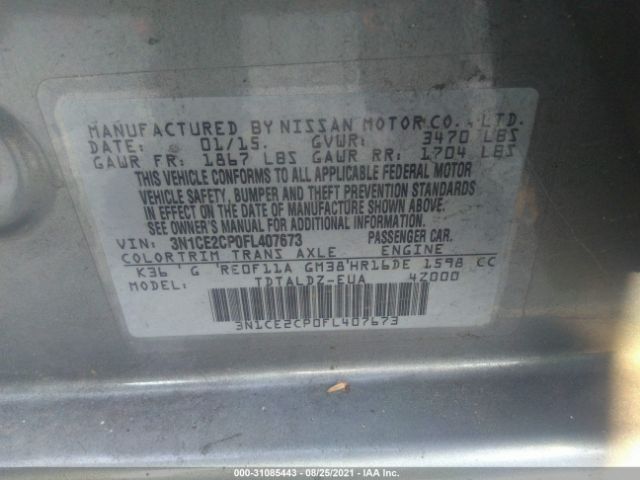 MANUFACTURED BY NISSAN MOTOR CO., LTD.
DATE: 01/15. GVWR: 3470 LBS
GAWR FR: 1867 LBS GAWR RR: 1704 LBS
THIS VEHICLE CONFORMS TO ALL APPLICABLE FEDERAL MOTOR
VEHICLE SAFETY, BUMPER AND THEFT PREVENTION STANDARDS
IN EFFECT ON THE DATE OF MANUFACTURE SHOWN ABOVE.
SEE OWNER'S MANUAL FOR ADDITIONAL INFORMATION
VIN: 3N1CE2CP0FL407673 PASSENGER CAR.
COLOR TRIM TRANS AXLE ENGINE
K36 G RE0F11A GM38 HR16DE 1598 CC
MODEL: TDTALDZ-EUA 4Z000
3N1CE2CP0FL407673
000-31085443 - 08/25/2021 - IAA Inc.